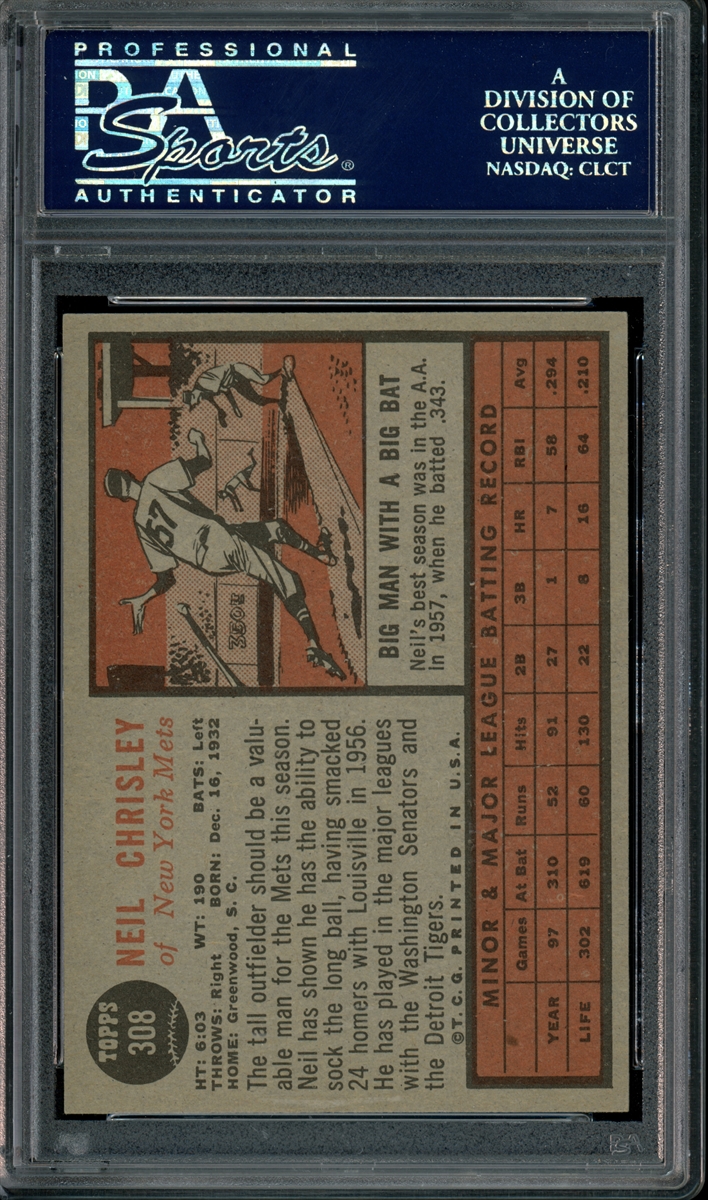 PROFESSIONAL
PSA
Sports®
AUTHENTICATOR
A
DIVISION OF
COLLECTORS
UNIVERSE
NASDAQ: CLCT
TOPPS
308
NEIL CHRISLEY
of New York Mets
HT: 6:03 WT: 190 BATS: Left
THROWS: Right BORN: Dec. 16, 1932
HOME: Greenwood, S. C.
The tall outfielder should be a valu-
able man for the Mets this season.
Neil has shown he has the ability to
sock the long ball, having smacked
24 homers with Louisville in 1956.
He has played in the major leagues
with the Washington Senators and
the Detroit Tigers.
©T. C. G. PRINTED IN U.S.A.
57
350FT
BIG MAN WITH A BIG BAT
Neil's best season was in the A.A.
in 1957, when he batted .343.
MINOR & MAJOR LEAGUE BATTING RECORD
Games At Bat Runs Hits 2B 3B HR RBI Avg
YEAR 97 310 52 91 27 1 7 58 .294
LIFE 302 619 60 130 22 8 16 64 .210